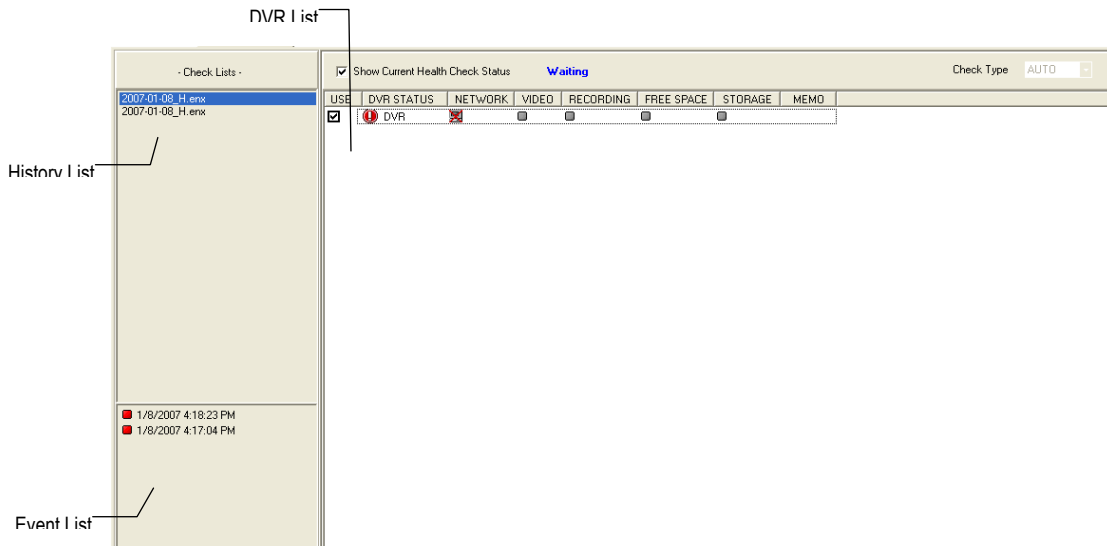 DVR List
- Check Lists -
Show Current Health Check Status Waiting Check Type AUTO
2007-01-08_H.enx
2007-01-08_H.enx
USE DVR STATUS NETWORK VIDEO RECORDING FREE SPACE STORAGE MEMO
DVR
History List
1/8/2007 4:18:23 PM
1/8/2007 4:17:04 PM
Event List